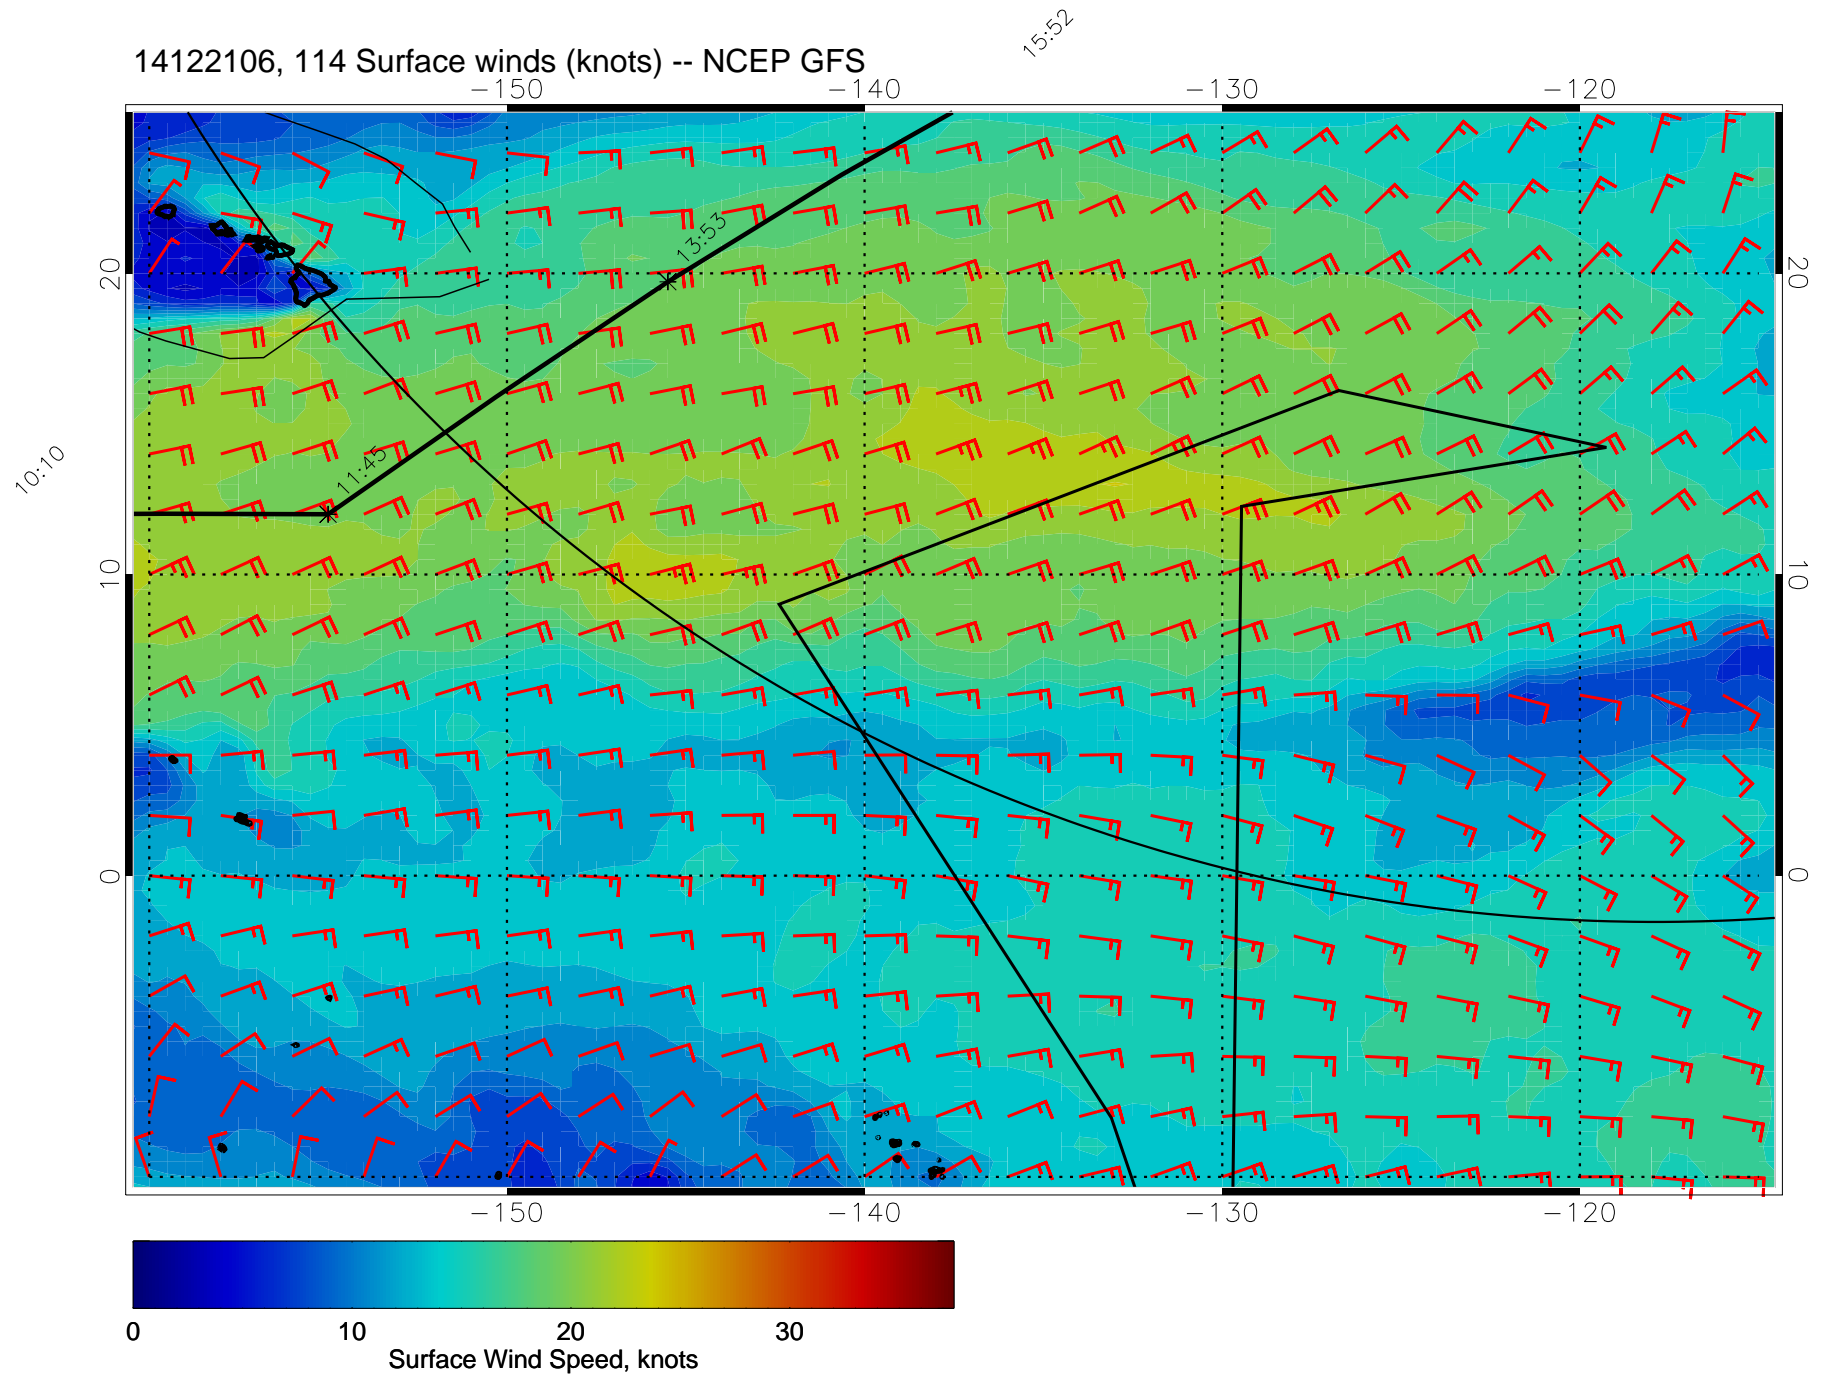 15:52
14122106, 114 Surface winds (knots) -- NCEP GFS
-150 -140 -130 -120
13:53
20 20
11:45
10:10
10 10
0 0
-150 -140 -130 -120
0 10 20 30
Surface Wind Speed, knots